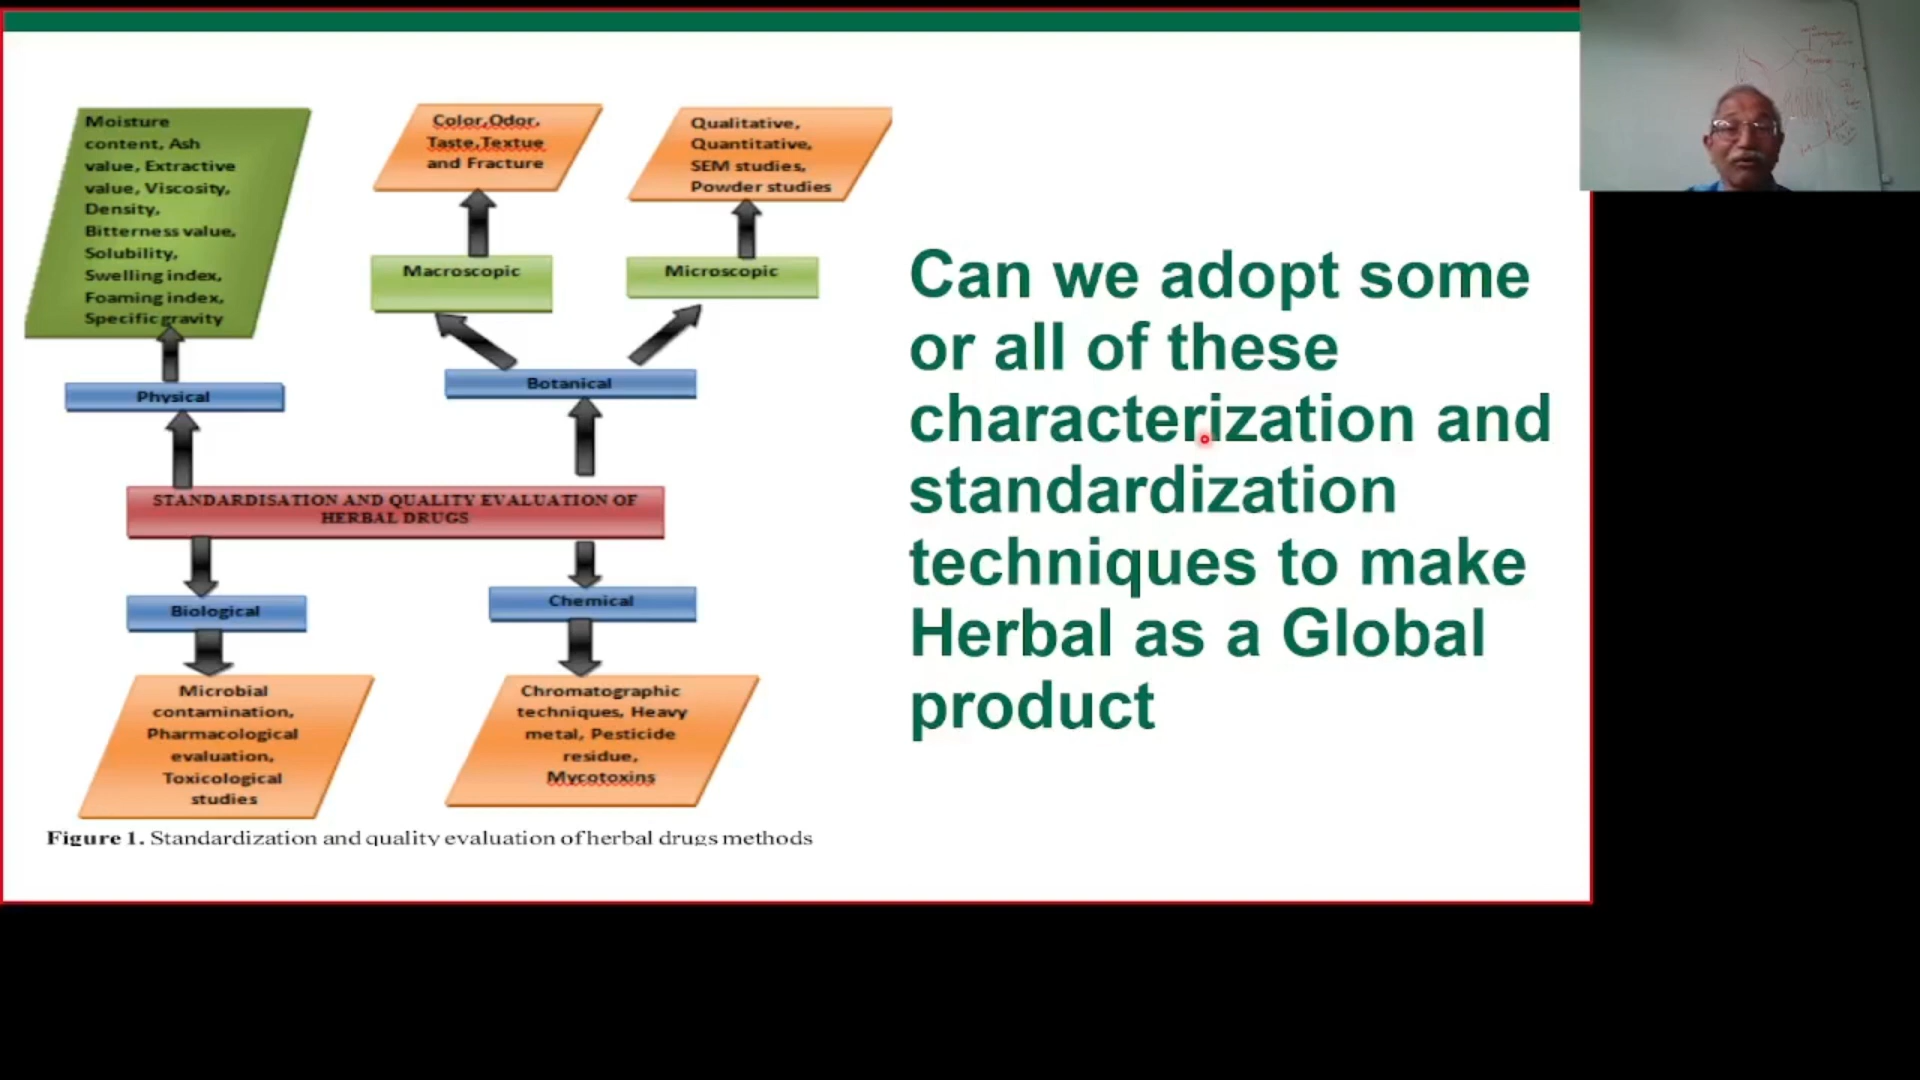 Moisture
content, Ash
value, Extractive
value, Viscosity,
Density,
Bitterness value,
Solubility,
Swelling index,
Foaming index,
Specific gravity
Color,Odor,
Taste,Textue
and Fracture
Qualitative,
Quantitative,
SEM studies,
Powder studies
Macroscopic
Microscopic
Physical
Botanical
STANDARDISATION AND QUALITY EVALUATION OF
HERBAL DRUGS
Biological
Chemical
Microbial
contamination,
Pharmacological
evaluation,
Toxicological
studies
Chromatographic
techniques, Heavy
metal, Pesticide
residue,
Mycotoxins
Figure 1. Standardization and quality evaluation of herbal drugs methods
Can we adopt some
or all of these
characterization and
standardization
techniques to make
Herbal as a Global
product